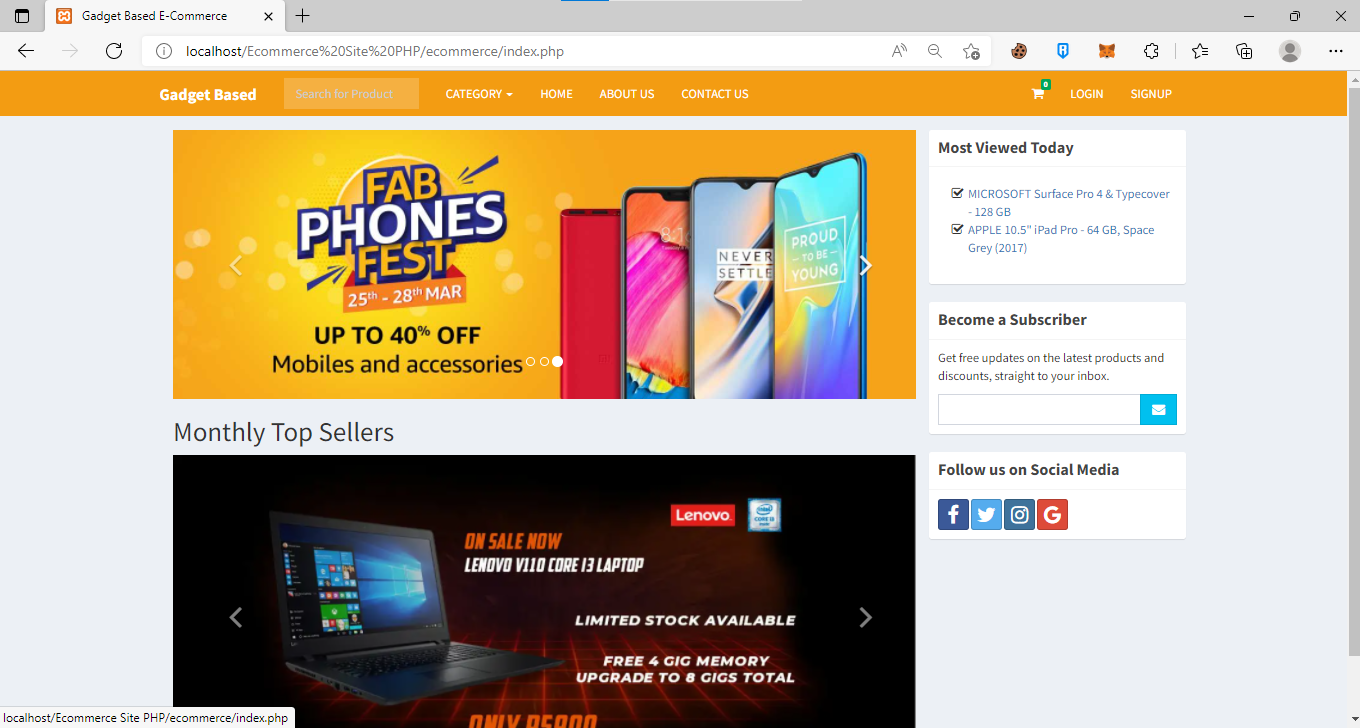 Gadget Based E-Commerce
localhost/Ecommerce%20Site%20PHP/ecommerce/index.php
Gadget Based
Search for Product
CATEGORY
HOME
ABOUT US
CONTACT US
0
LOGIN
SIGNUP
FAB
PHONES
FEST
25th - 28th MAR
UP TO 40% OFF
Mobiles and accessories
NEVER
SETTLE
PROUD
TO BE
YOUNG
Most Viewed Today
MICROSOFT Surface Pro 4 & Typecover
- 128 GB
APPLE 10.5" iPad Pro - 64 GB, Space
Grey (2017)
Become a Subscriber
Get free updates on the latest products and
discounts, straight to your inbox.
Follow us on Social Media
Monthly Top Sellers
Lenovo
CORE i3
ON SALE NOW
LENOVO V110 CORE I3 LAPTOP
LIMITED STOCK AVAILABLE
FREE 4 GIG MEMORY
UPGRADE TO 8 GIGS TOTAL
ONLY
localhost/Ecommerce Site PHP/ecommerce/index.php